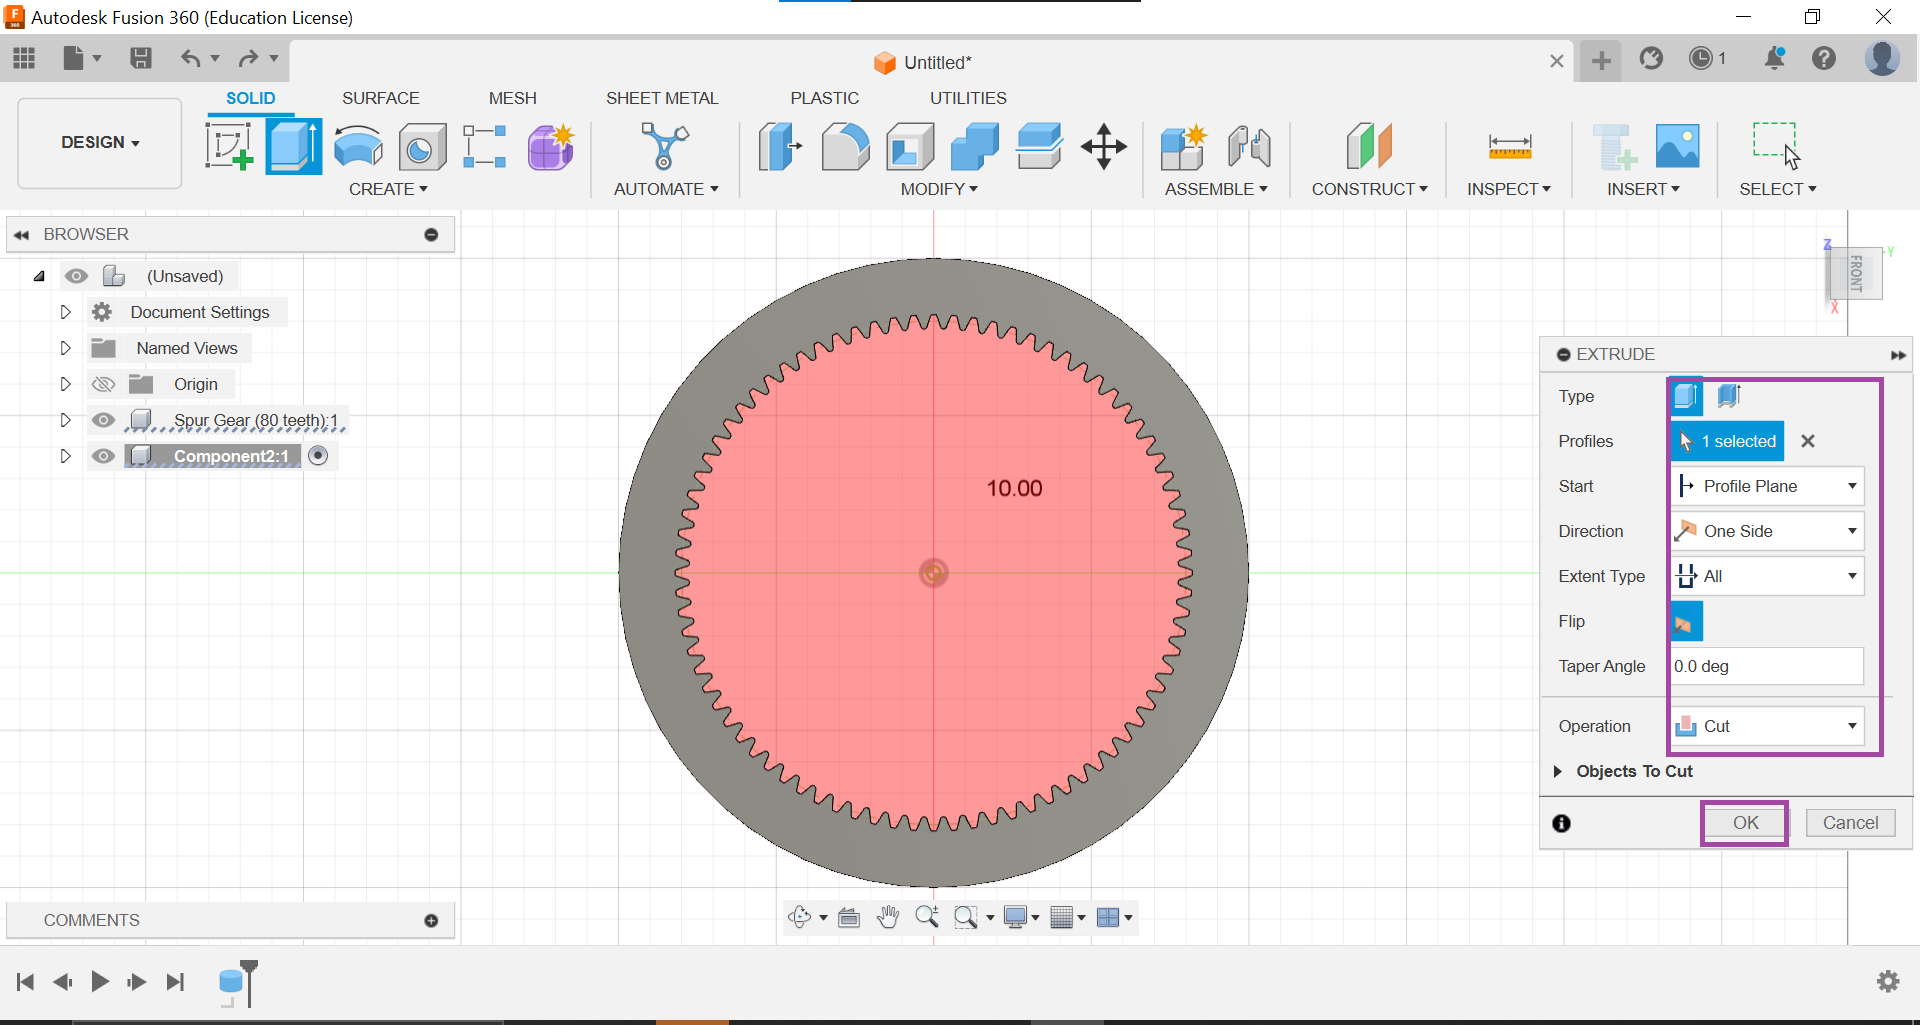 Autodesk Fusion 360 (Education License)
Untitled*
1
DESIGN
SOLID
SURFACE
MESH
SHEET METAL
PLASTIC
UTILITIES
CREATE
AUTOMATE
MODIFY
ASSEMBLE
CONSTRUCT
INSPECT
INSERT
SELECT
BROWSER
(Unsaved)
Document Settings
Named Views
Origin
Spur Gear (80 teeth):1
Component2:1
10.00
Z
Y
FRONT
X
EXTRUDE
Type
Profiles 1 selected
Start Profile Plane
Direction One Side
Extent Type All
Flip
Taper Angle 0.0 deg
Operation Cut
Objects To Cut
OK Cancel
COMMENTS